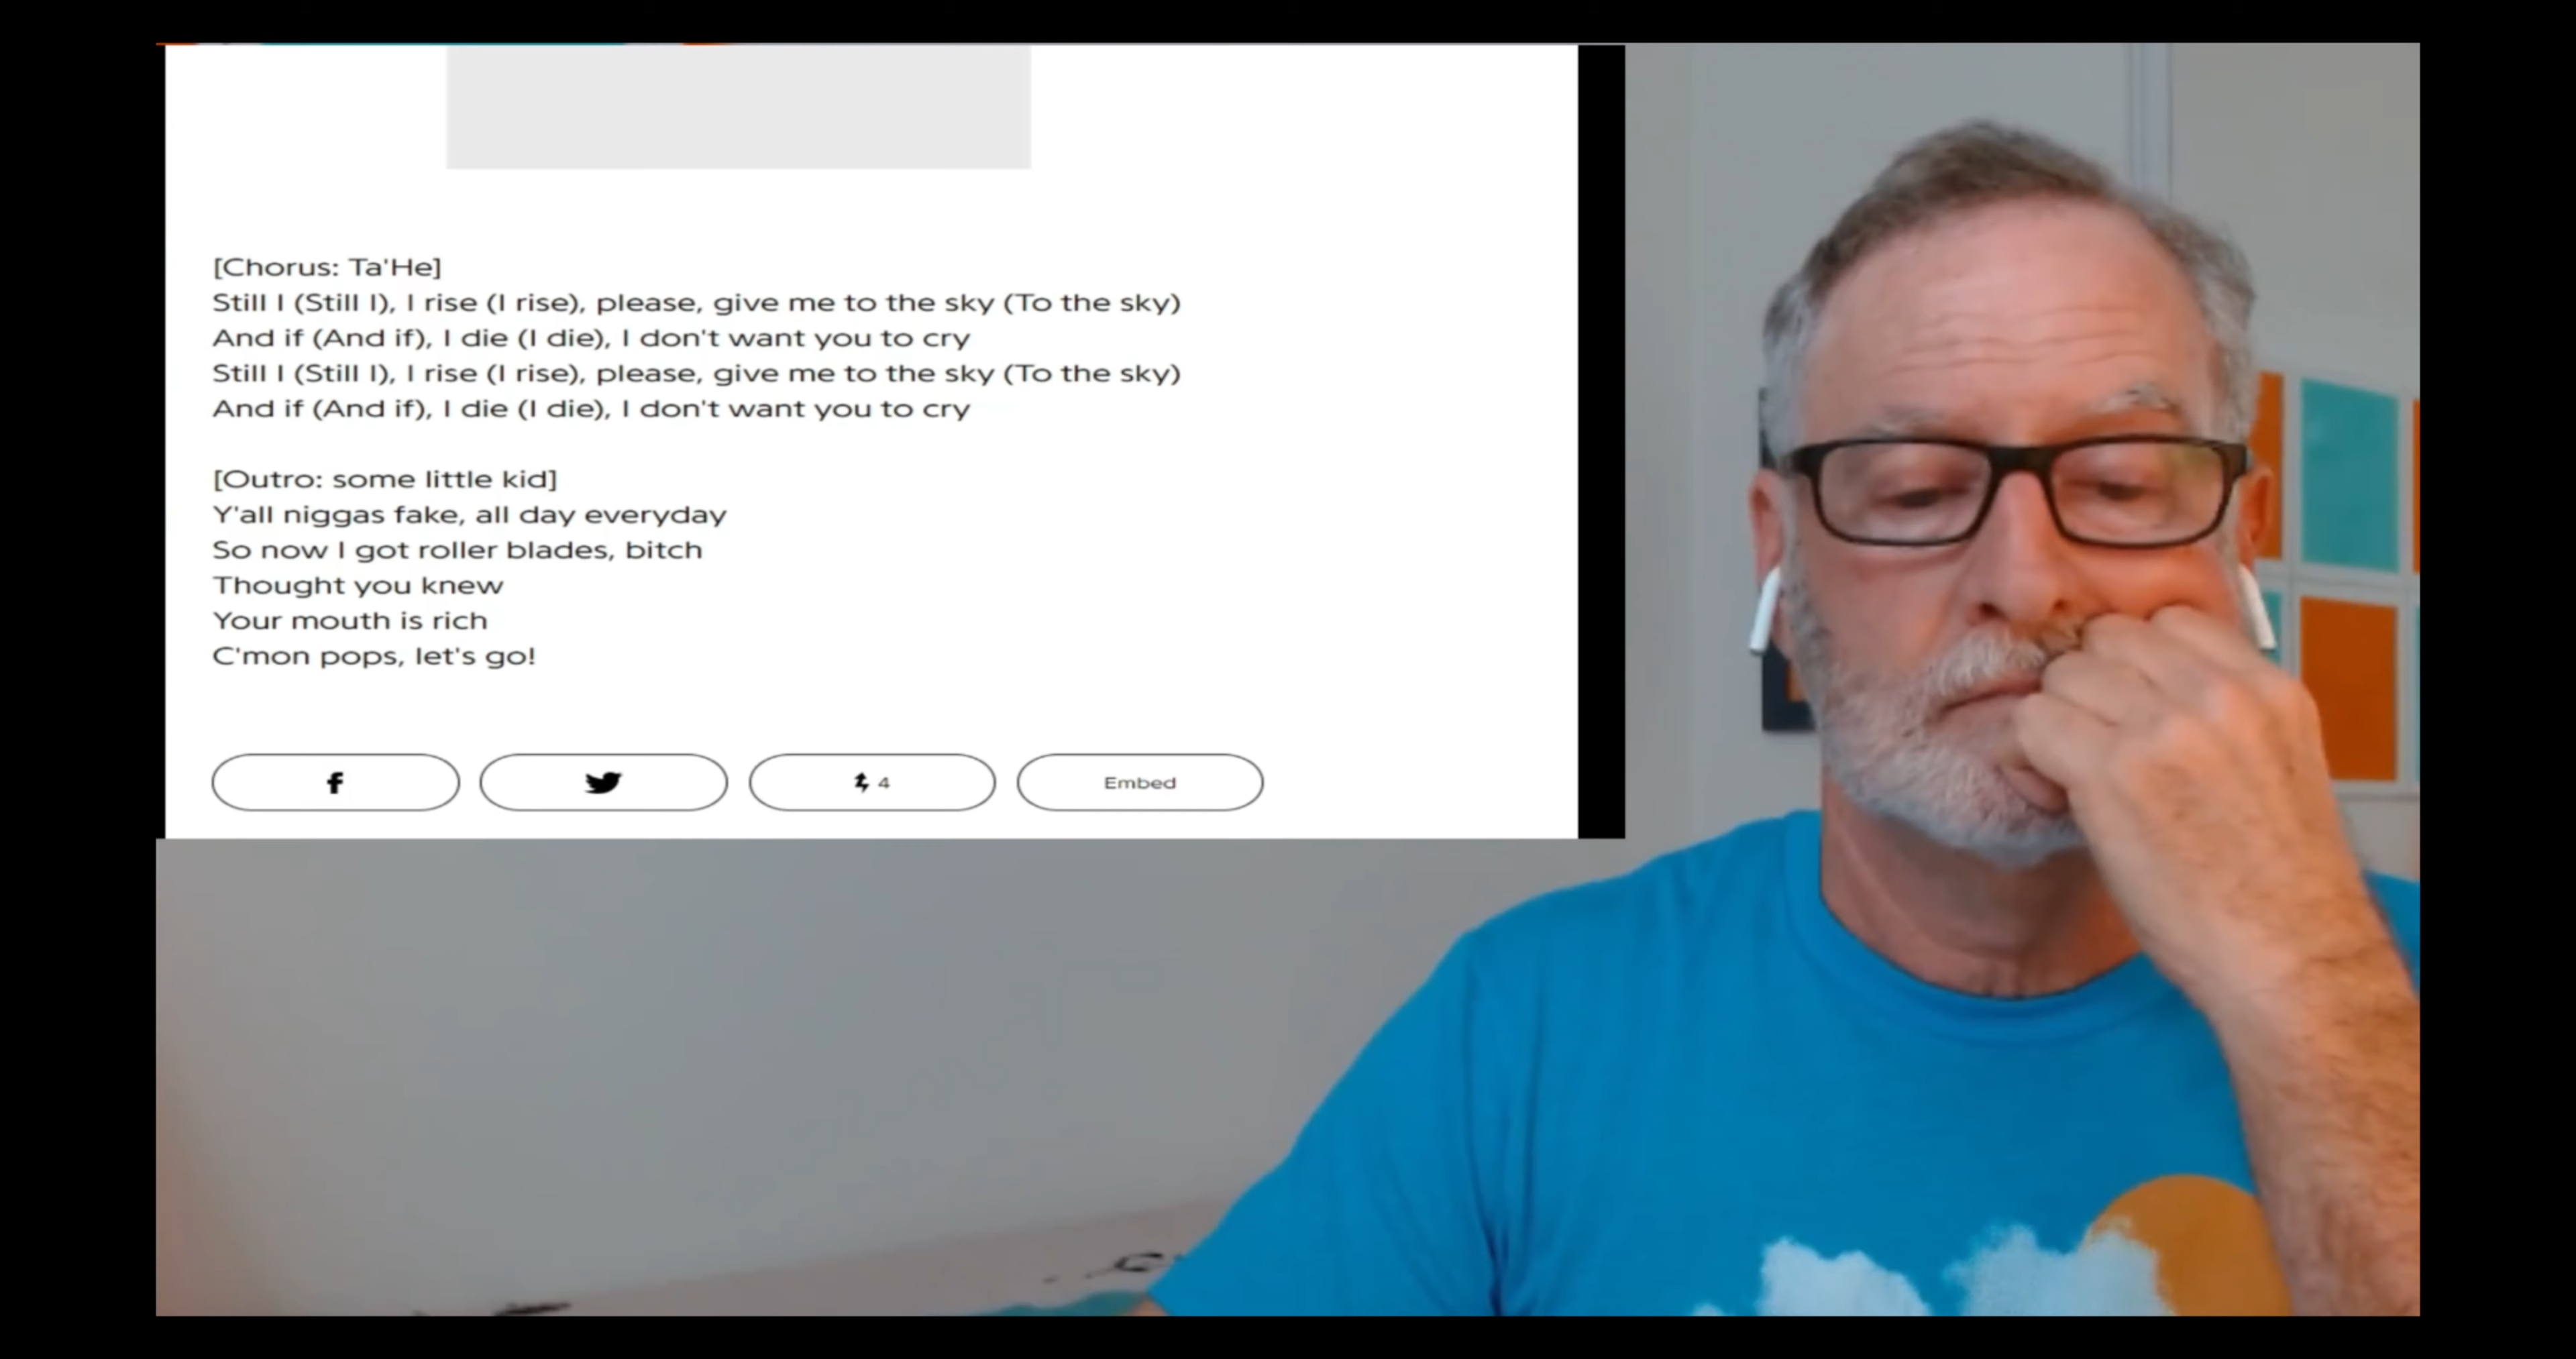 [Chorus: Ta'He]
Still I (Still I), I rise (I rise), please, give me to the sky (To the sky)
And if (And if), I die (I die), I don't want you to cry
Still I (Still I), I rise (I rise), please, give me to the sky (To the sky)
And if (And if), I die (I die), I don't want you to cry
[Outro: some little kid]
Y'all niggas fake, all day everyday
So now I got roller blades, bitch
Thought you knew
Your mouth is rich
C'mon pops, let's go!
4
Embed